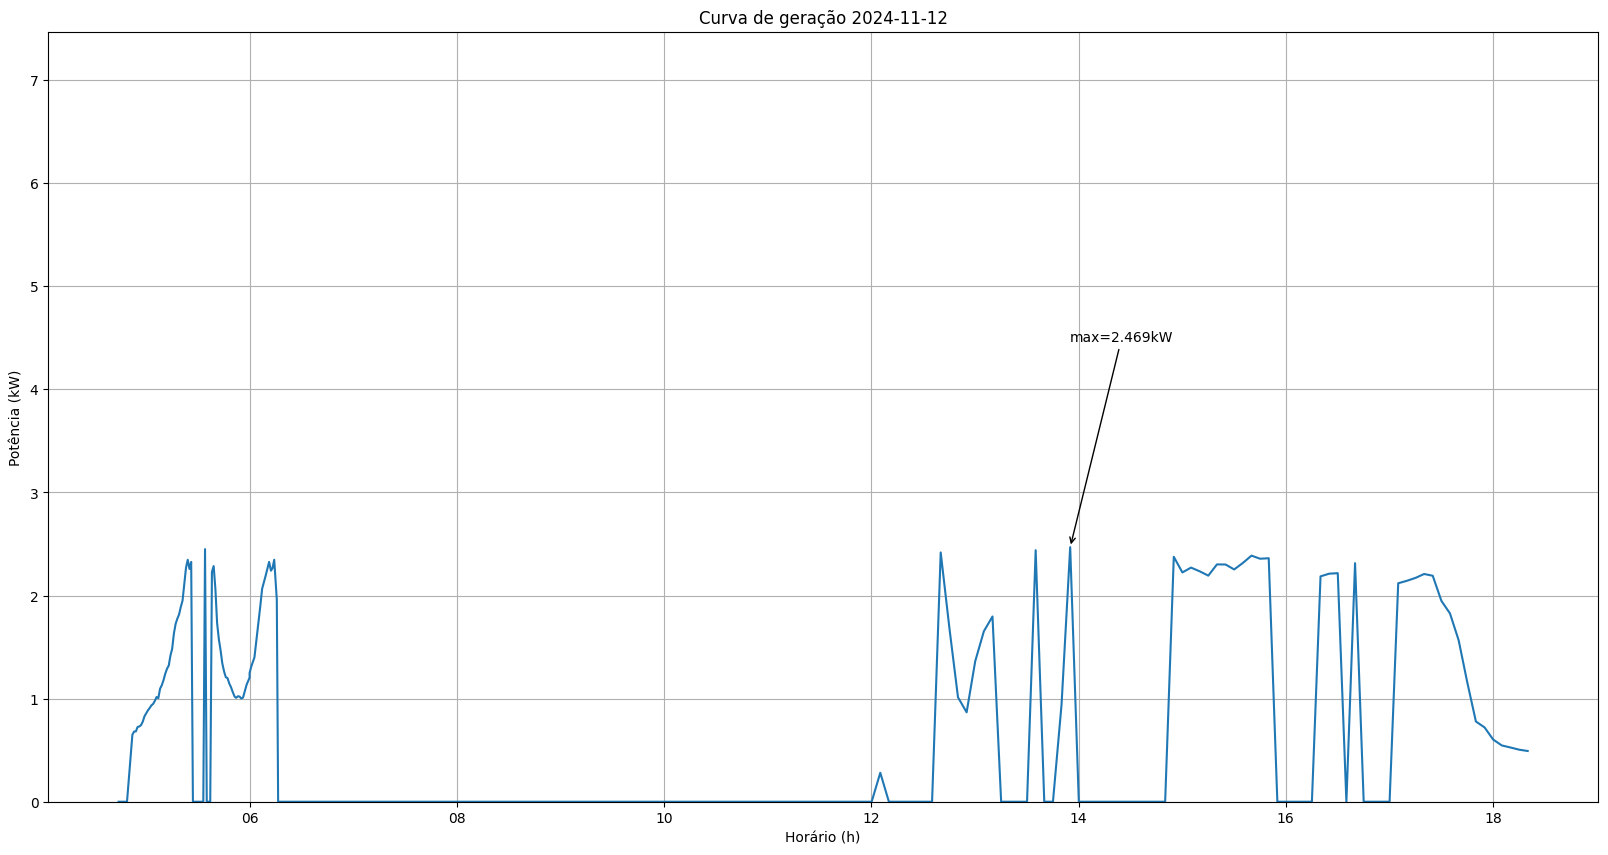 Curva de geração 2024-11-12
7
6
5
4
3
2
1
0
Potência (kW)
max=2.469kW
06 08 10 12 14 16 18
Horário (h)